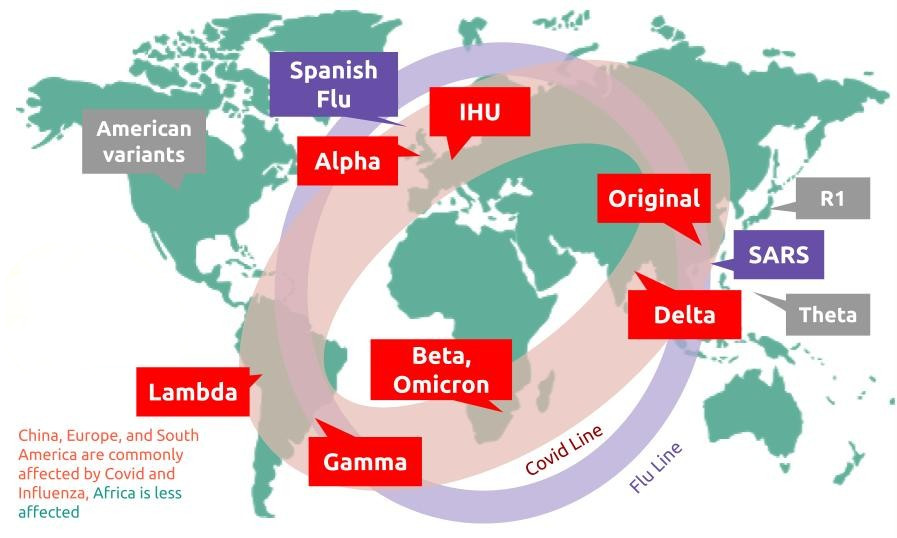 Spanish
Flu
IHU
American
variants
Alpha
Original
R1
SARS
Delta
Theta
Beta,
Omicron
Lambda
Gamma
Covid Line
Flu Line
China, Europe, and South
America are commonly
affected by Covid and
Influenza, Africa is less
affected